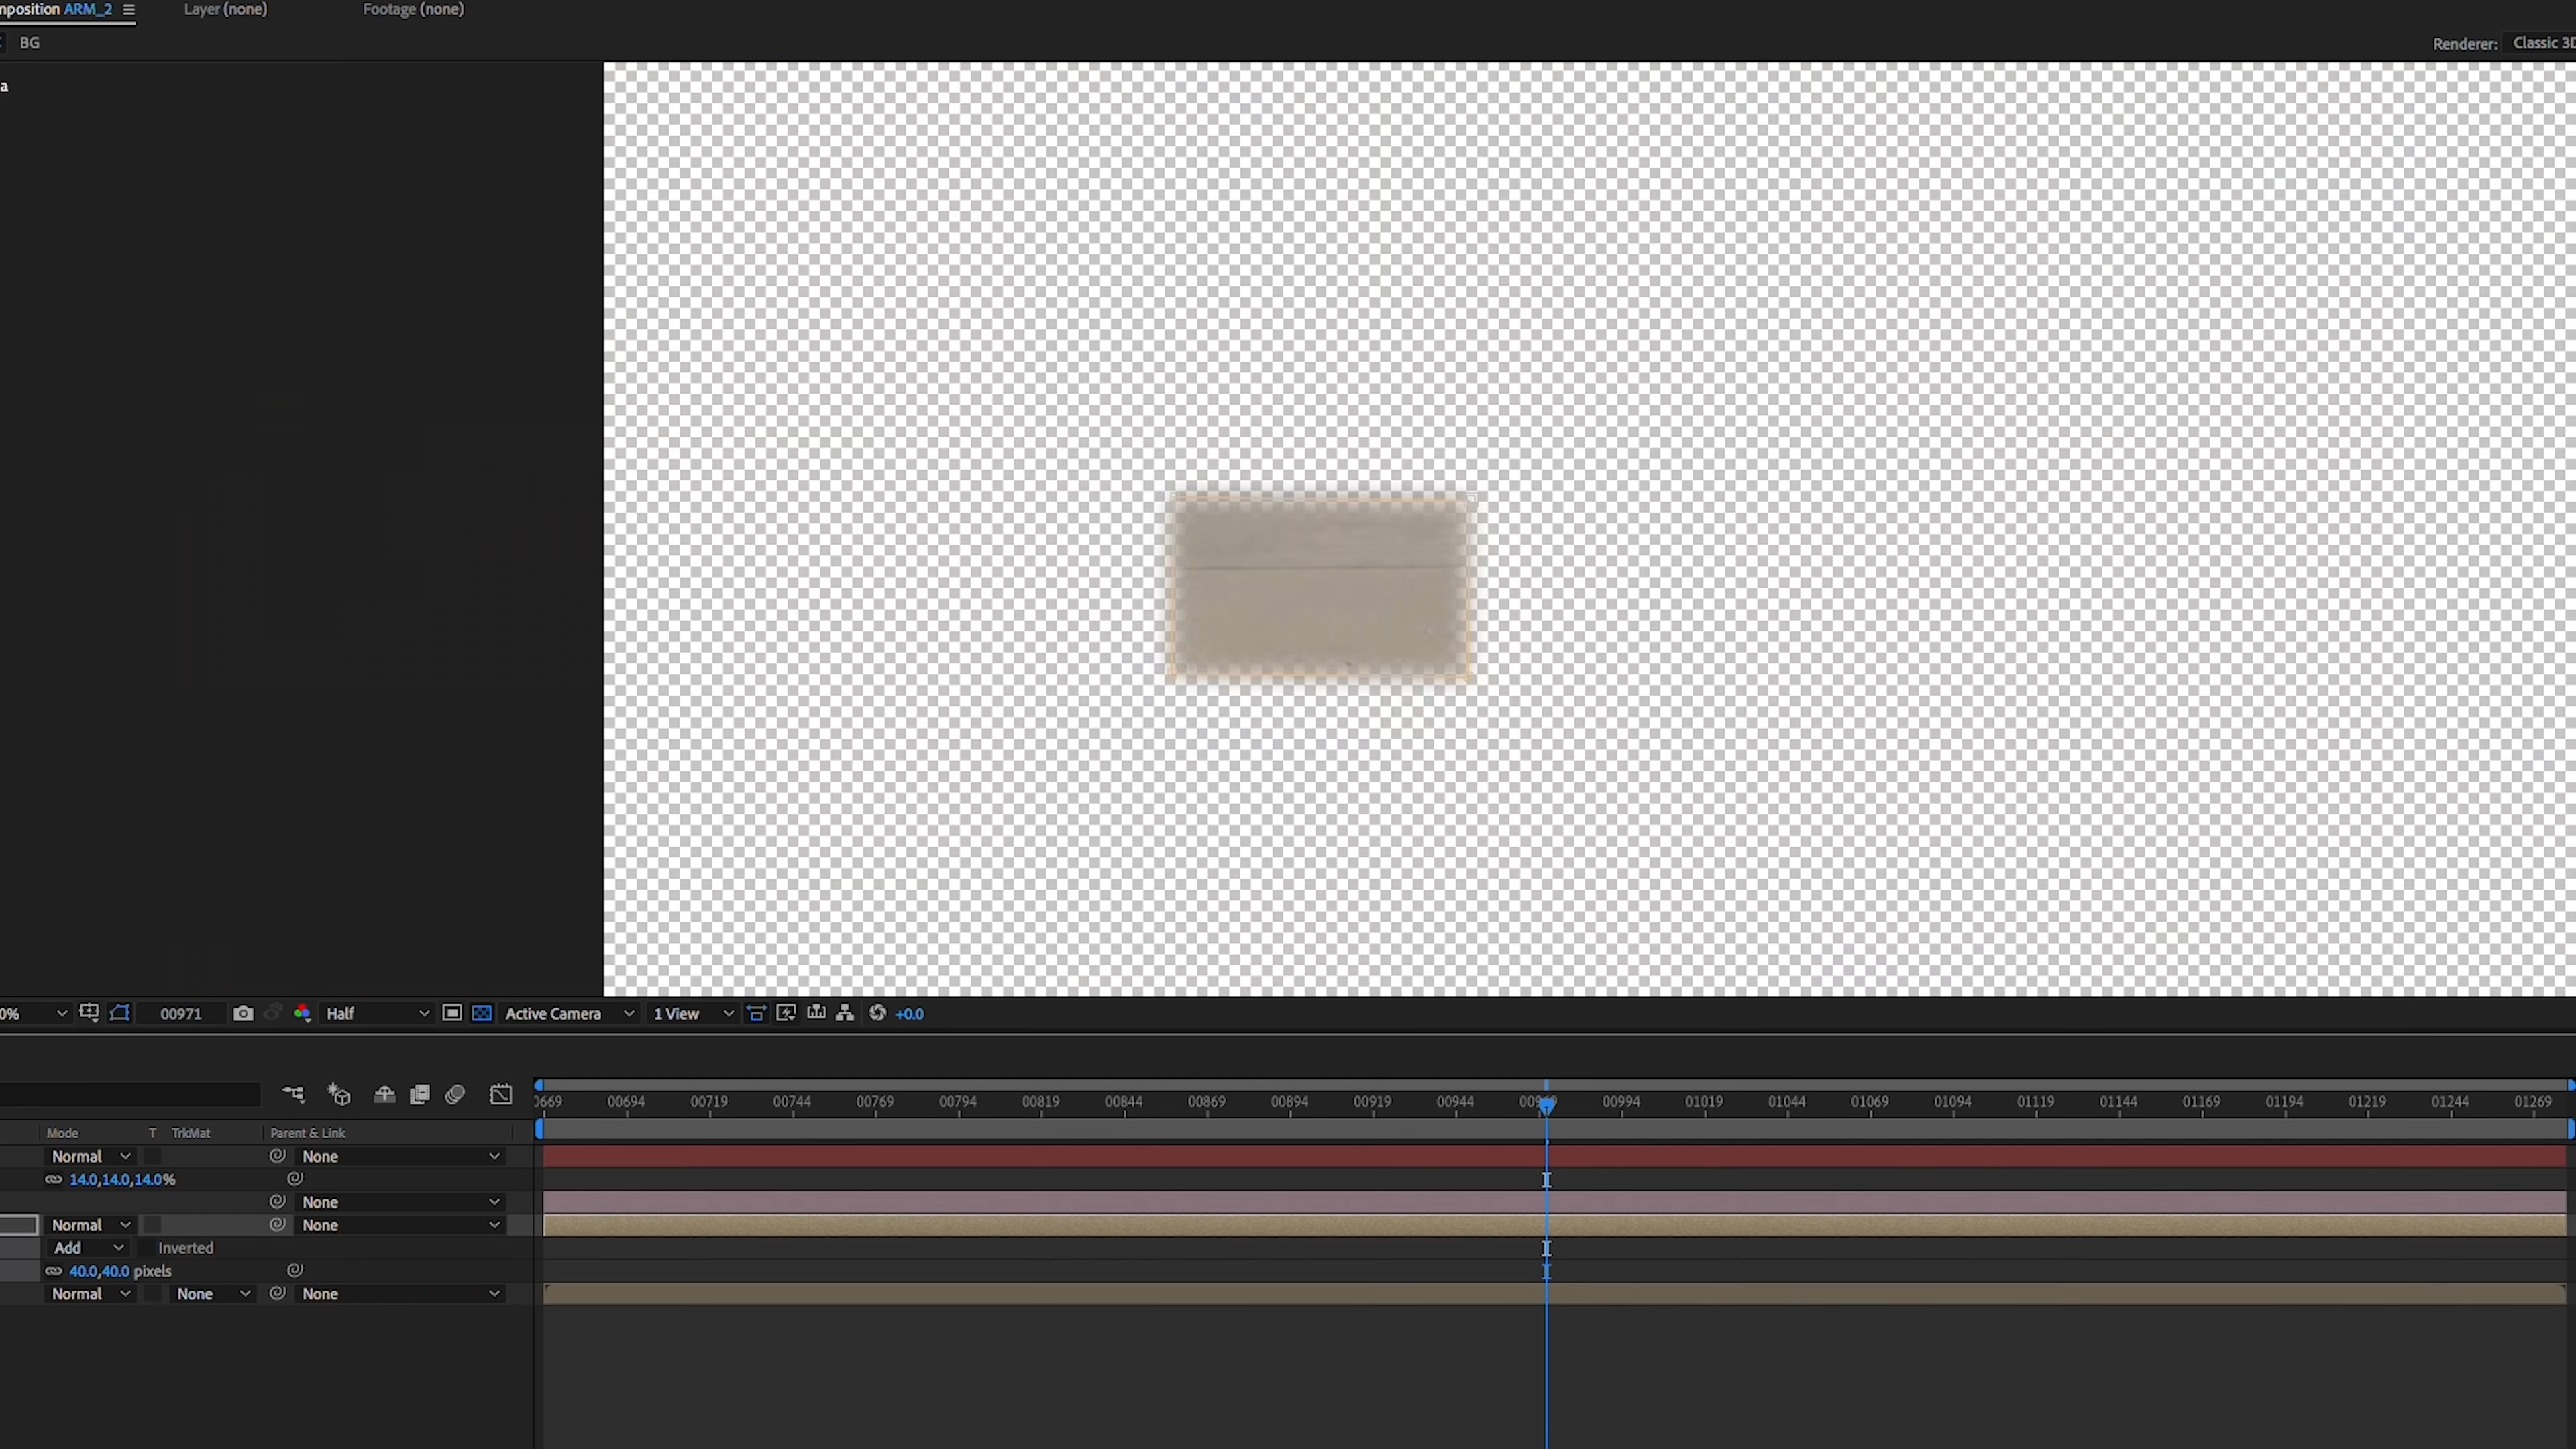 mposition ARM_2 Layer (none) Footage (none)
BG Renderer: Classic 3D
a
0% 00971 Half Active Camera 1 View +0.0
0669 00694 00719 00744 00769 00794 00819 00844 00869 00894 00919 00944 00994 01019 01044 01069 01094 01119 01144 01169 01194 01219 01244 01269
Mode T TrkMat Parent & Link
Normal None
14.0,14.0,14.0%
None
Normal None
Add Inverted
40.0,40.0 pixels
Normal None None